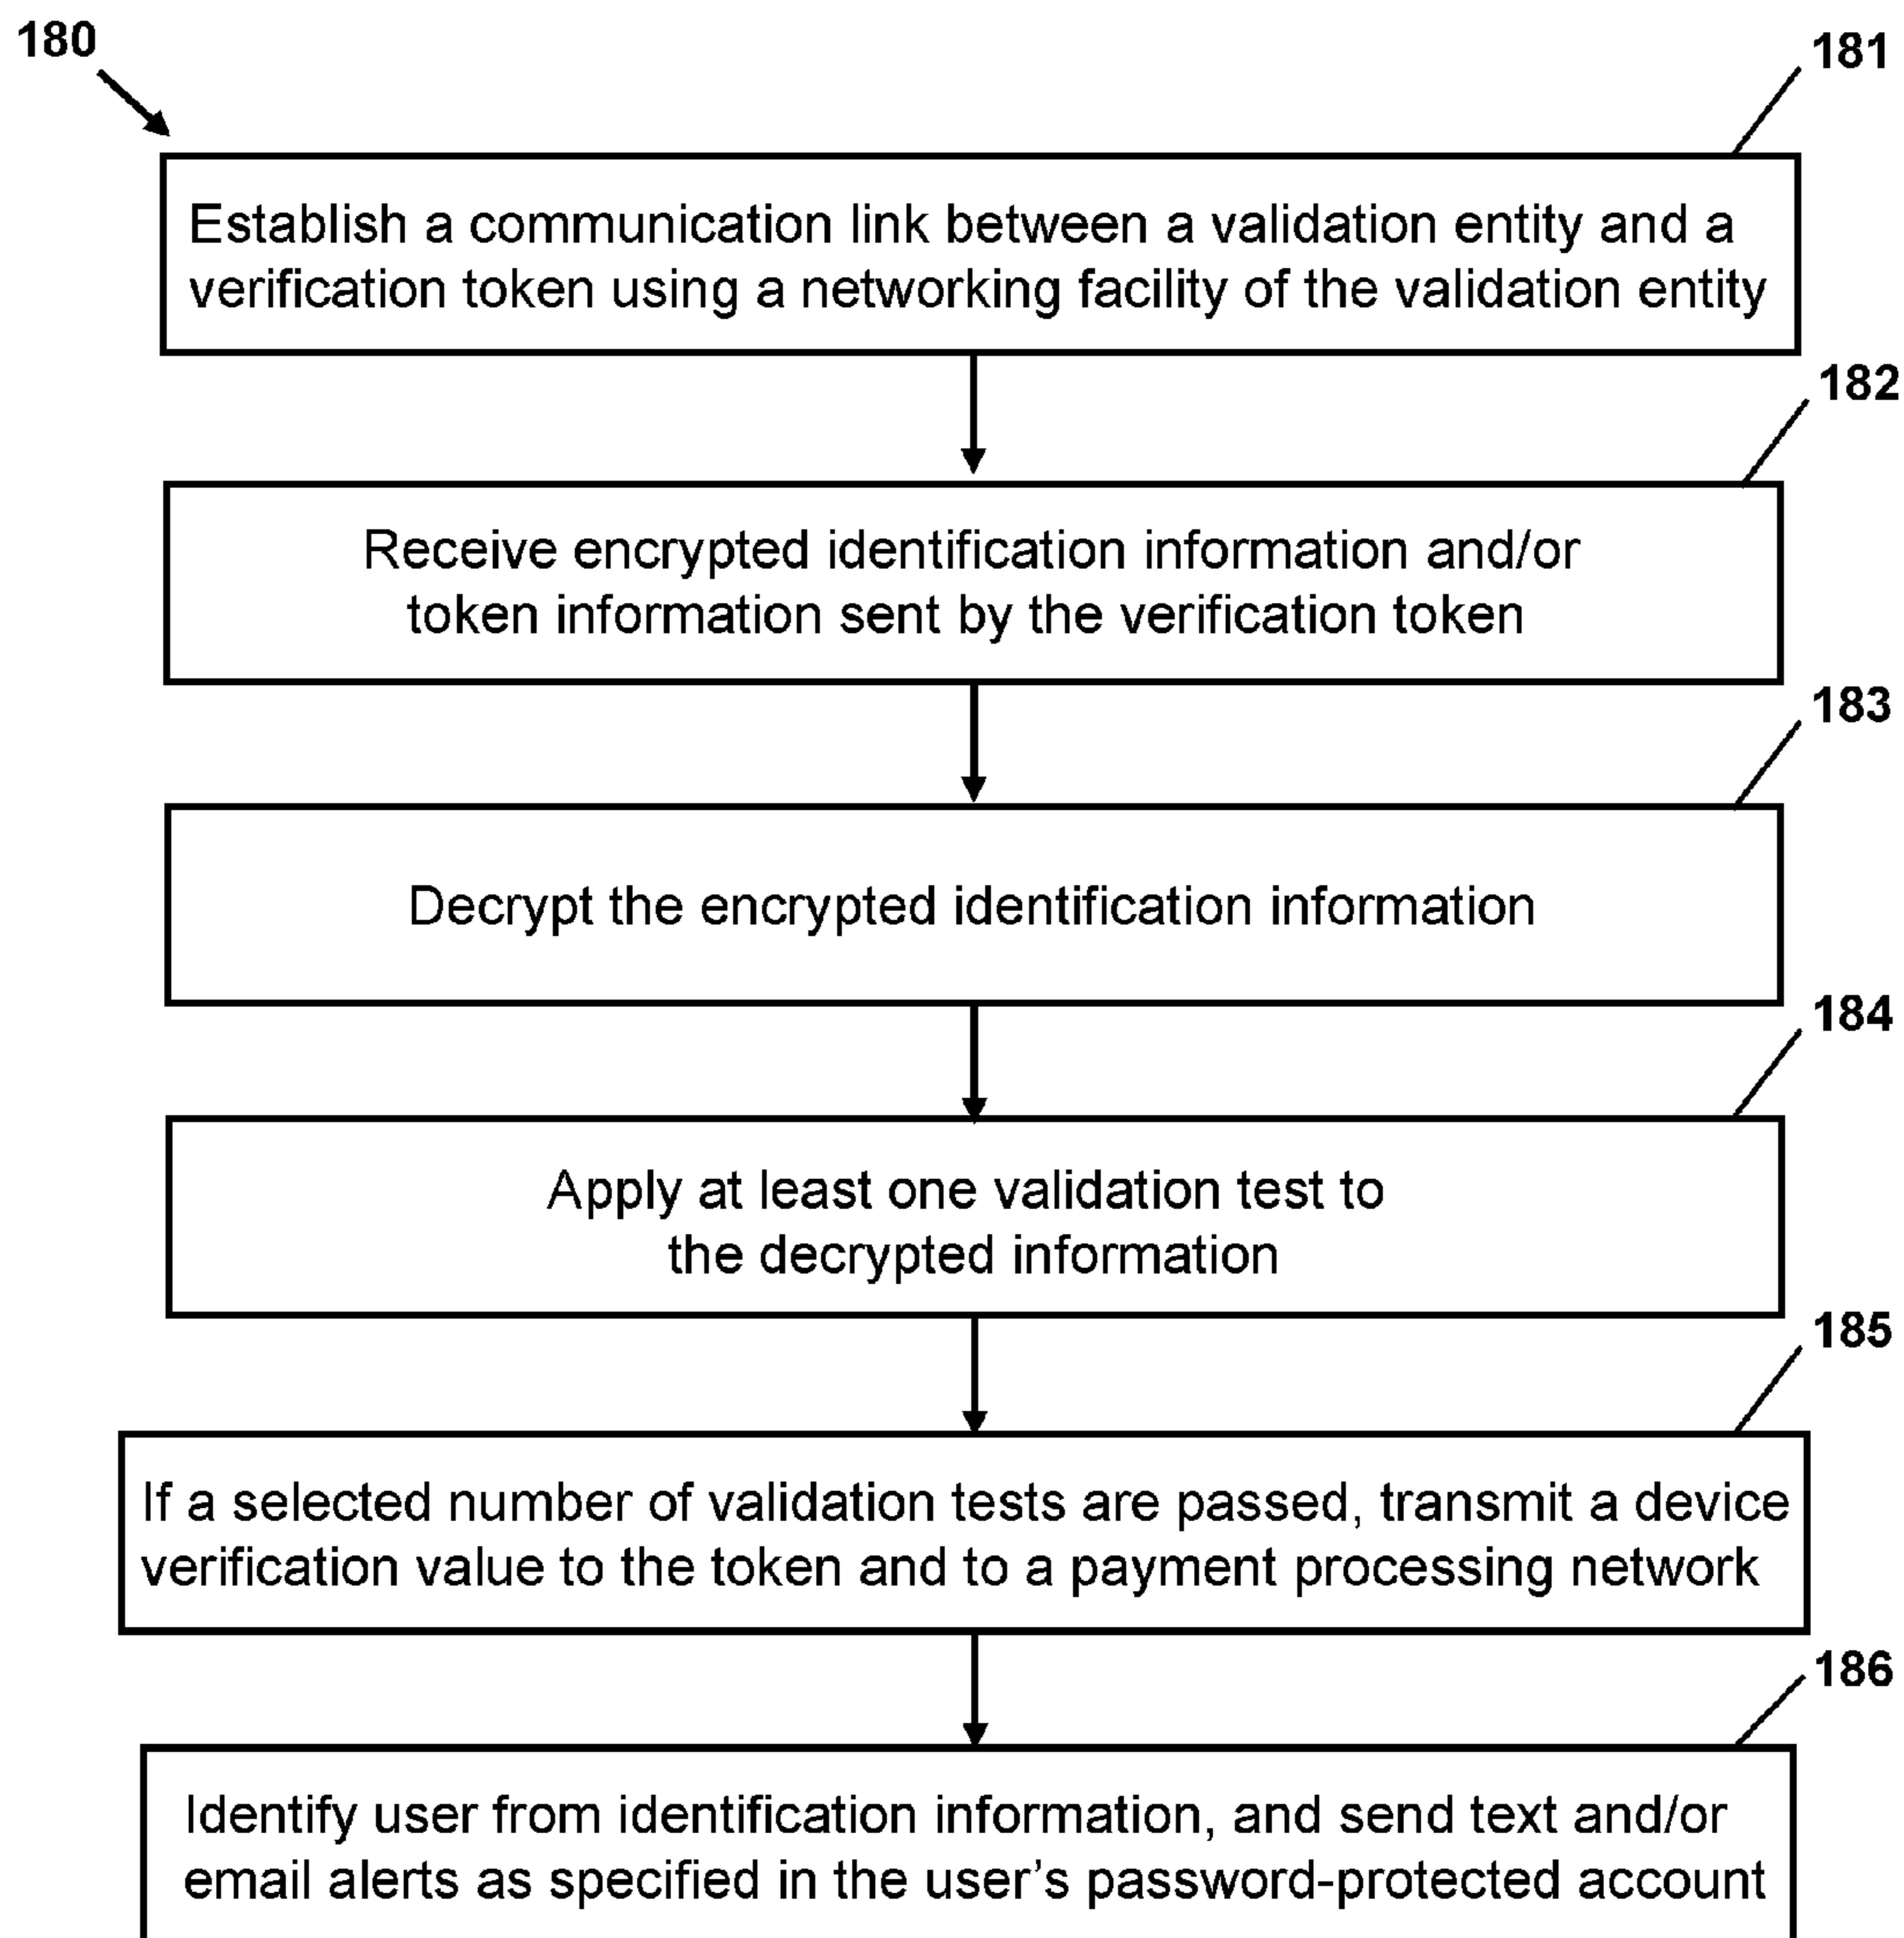 180
181
Establish a communication link between a validation entity and a
verification token using a networking facility of the validation entity
182
Receive encrypted identification information and/or
token information sent by the verification token
183
Decrypt the encrypted identification information
184
Apply at least one validation test to
the decrypted information
185
If a selected number of validation tests are passed, transmit a device
verification value to the token and to a payment processing network
186
Identify user from identification information, and send text and/or
email alerts as specified in the user’s password-protected account